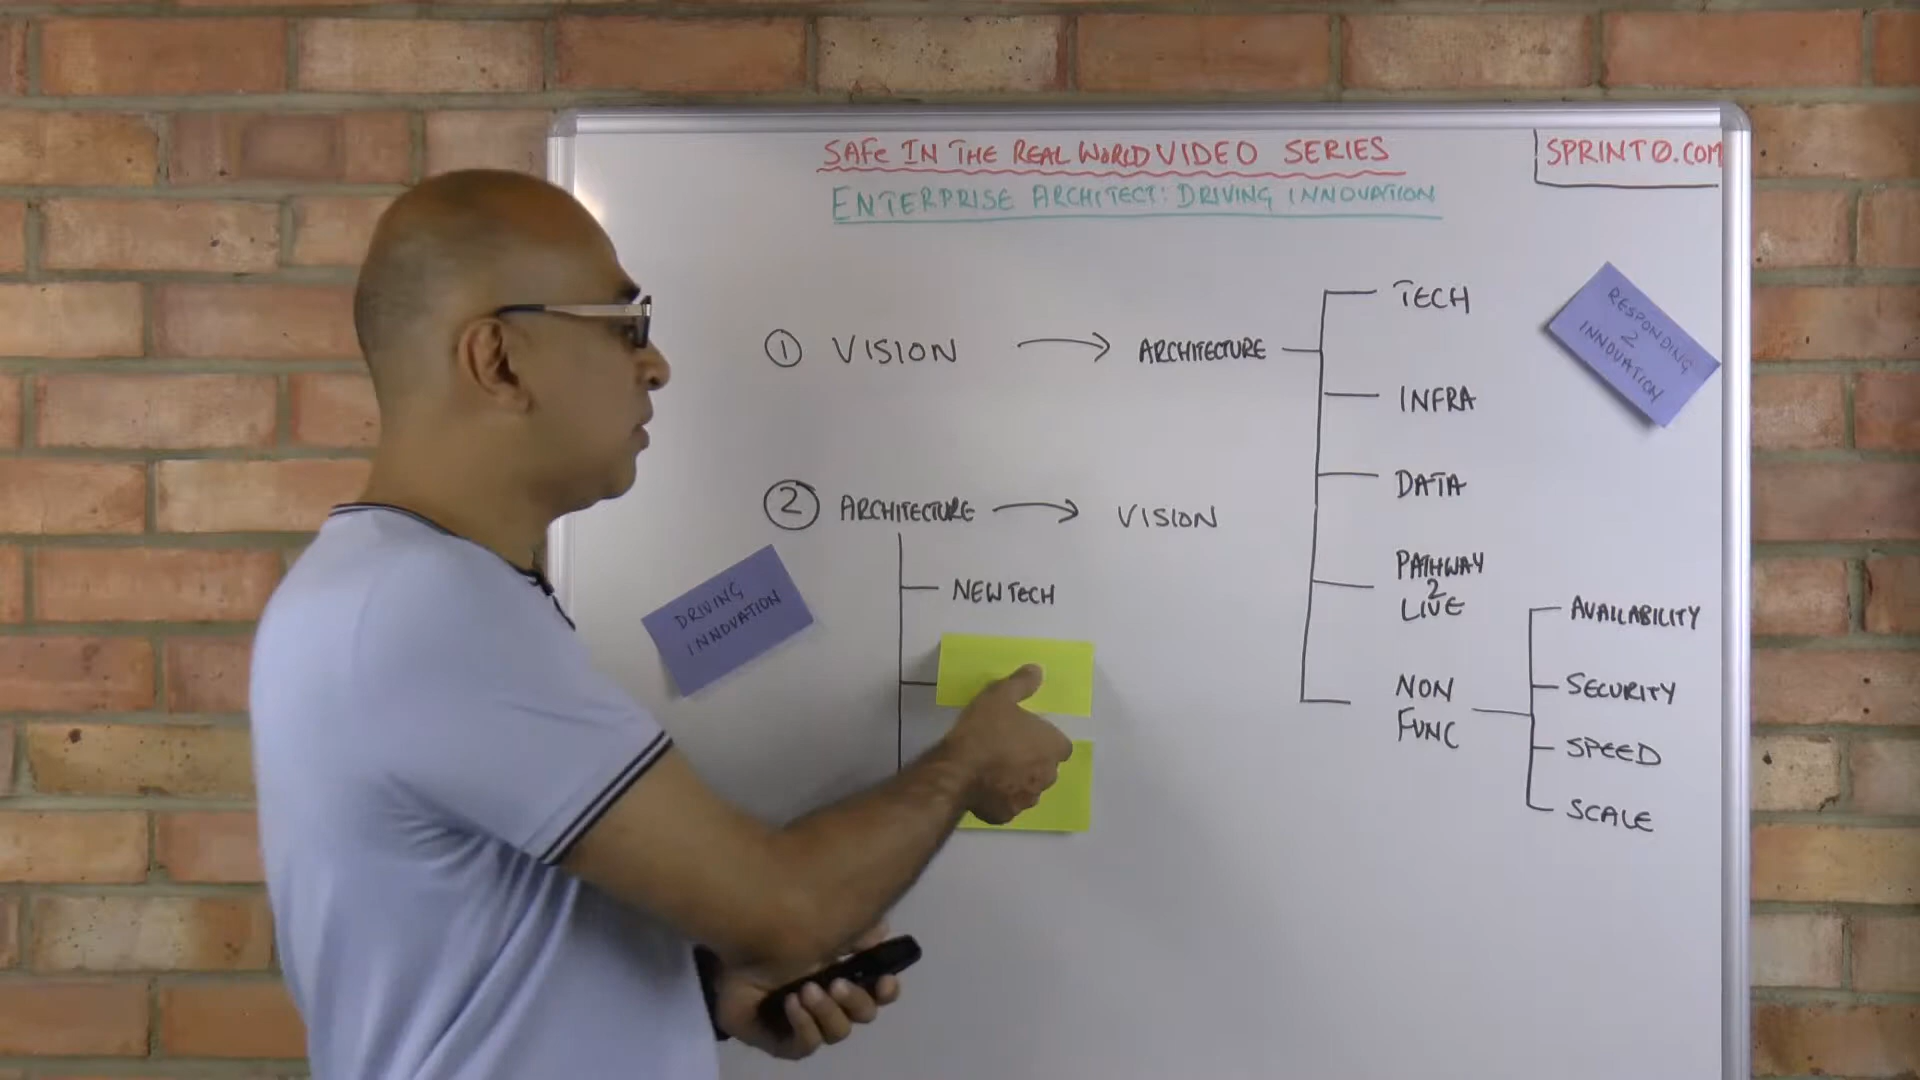 SAFe IN THE REAL WORLD VIDEO SERIES
SPRINT0.COM
ENTERPRISE ARCHITECT: DRIVING INNOVATION
① VISION → ARCHITECTURE
TECH
INFRA
DATA
PATHWAY
2
LIVE
NON
FUNC
AVAILABILITY
SECURITY
SPEED
SCALE
RESPONDING
2
INNOVATION
② ARCHITECTURE → VISION
NEW TECH
DRIVING
INNOVATION